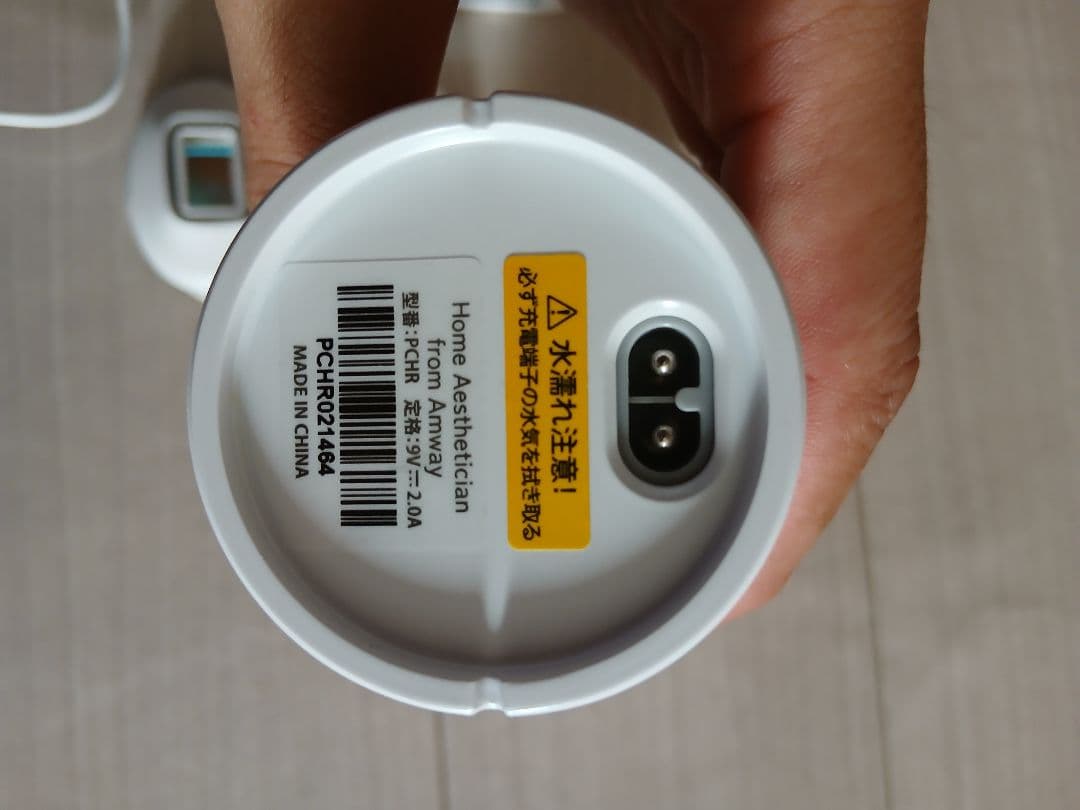 ⚠ 水濡れ注意!
必ず充電端子の水気を拭き取る
Home Aesthetician
from Amway
型番:PCHR 定格:9V⎓2.0A
PCHR021464
MADE IN CHINA